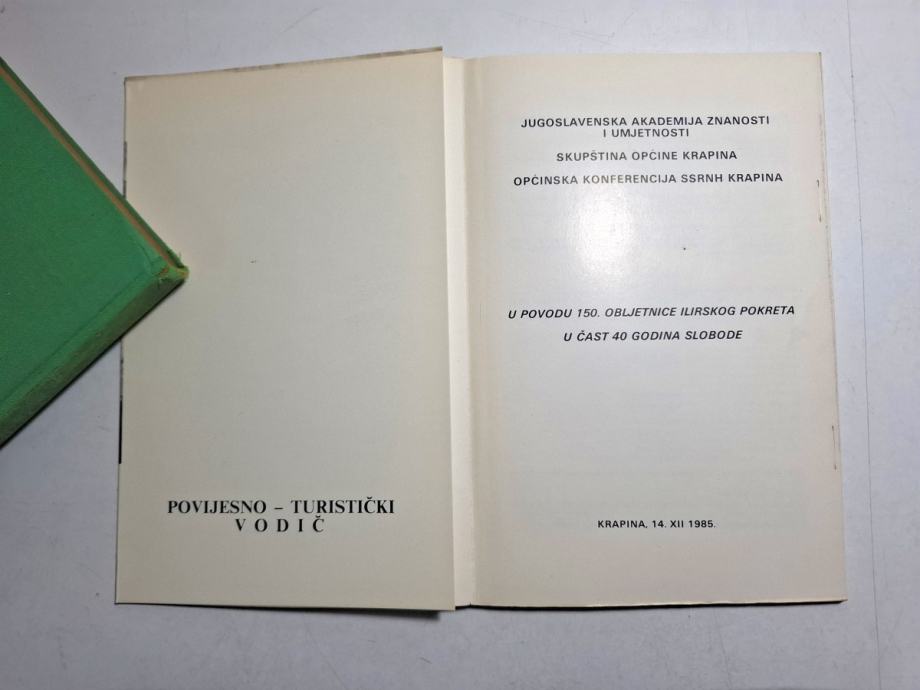 POVIJESNO – TURISTIČKI
VODIČ
JUGOSLAVENSKA AKADEMIJA ZNANOSTI
I UMJETNOSTI
SKUPŠTINA OPĆINE KRAPINA
OPĆINSKA KONFERENCIJA SSRNH KRAPINA
U POVODU 150. OBLJETNICE ILIRSKOG POKRETA
U ČAST 40 GODINA SLOBODE
KRAPINA, 14. XII 1985.